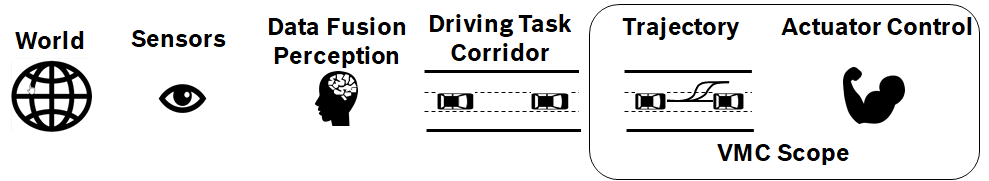 World
Sensors
Data Fusion
Perception
Driving Task
Corridor
Trajectory
Actuator Control
VMC Scope